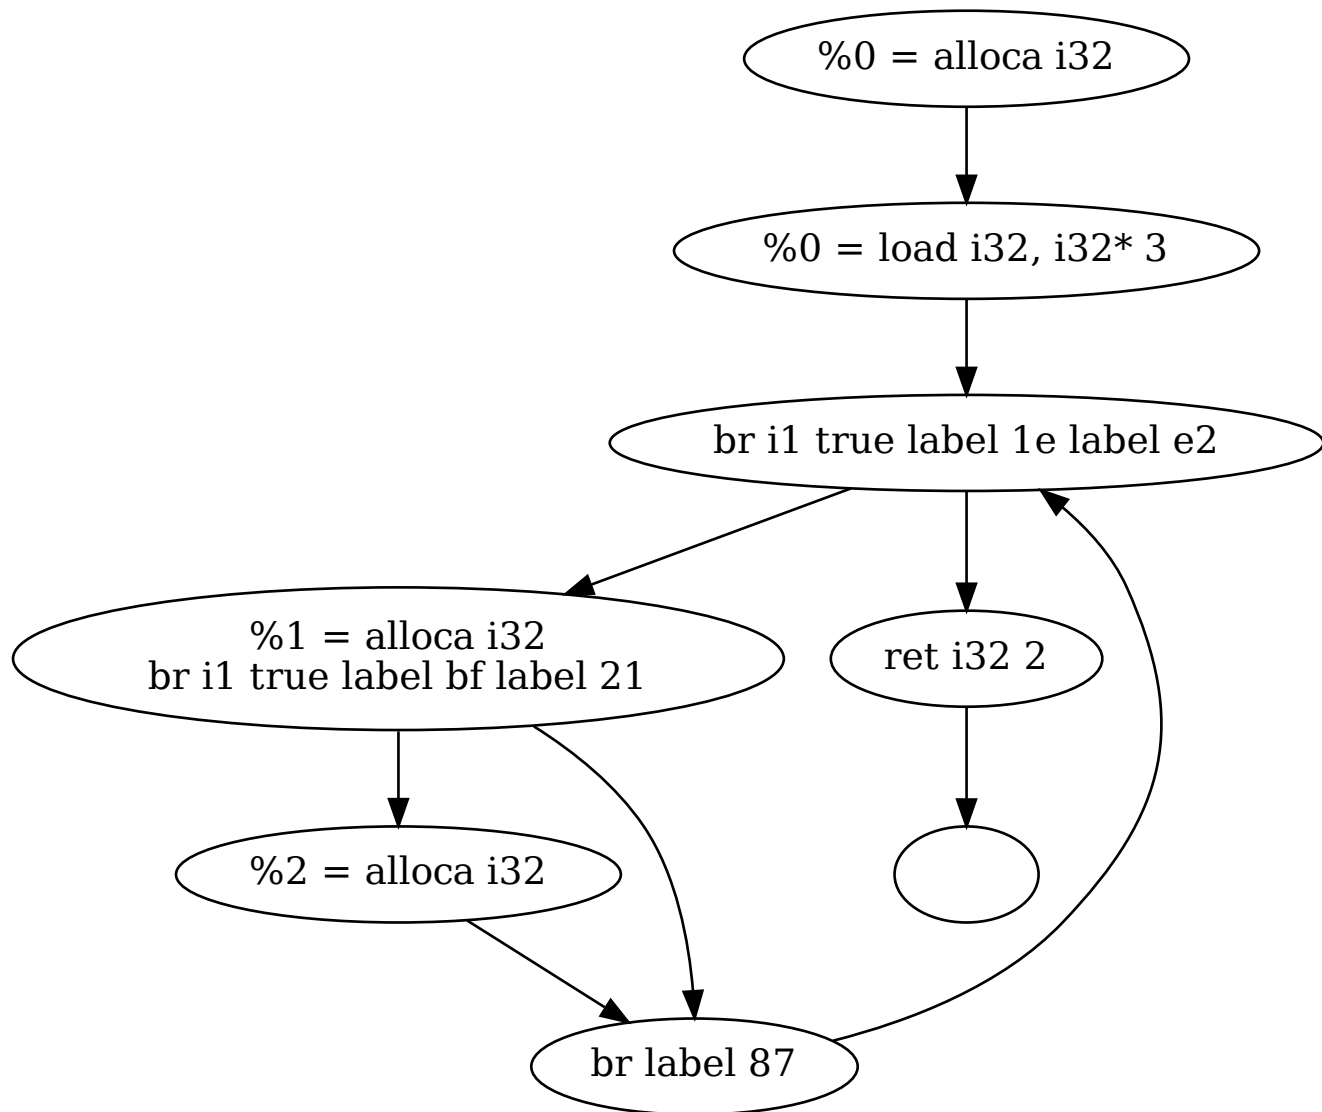 %0 = alloca i32
%0 = load i32, i32* 3
br i1 true label 1e label e2
%1 = alloca i32
br i1 true label bf label 21
ret i32 2
%2 = alloca i32
br label 87